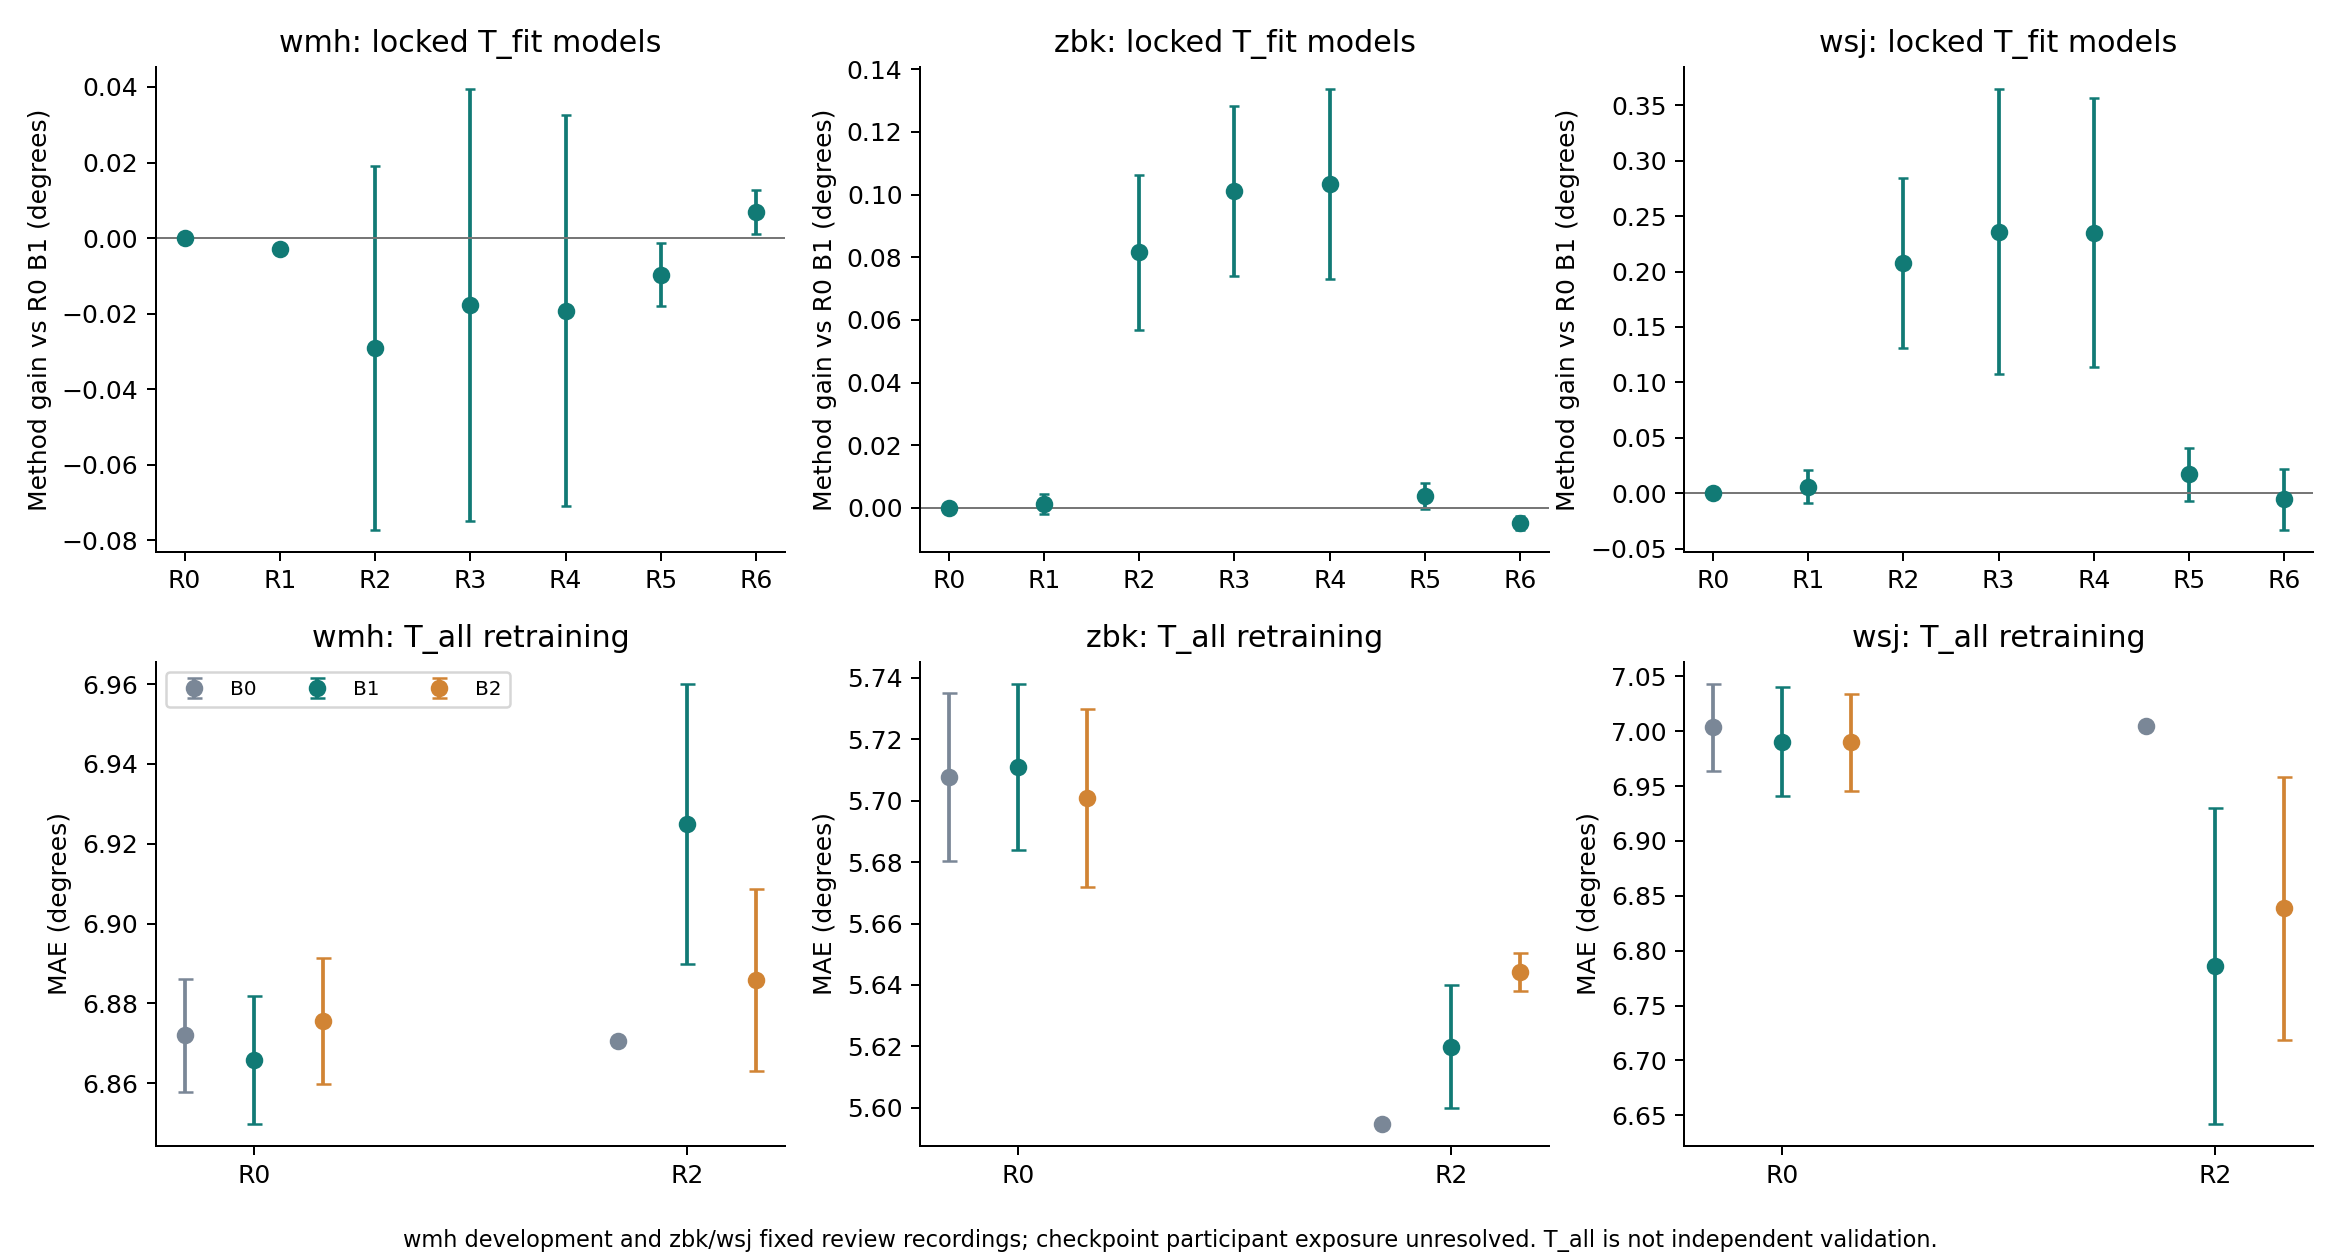 wmh: locked T_fit models
zbk: locked T_fit models
wsj: locked T_fit models
Method gain vs R0 B1 (degrees)
0.04
0.02
0.00
−0.02
−0.04
−0.06
−0.08
R0 R1 R2 R3 R4 R5 R6
Method gain vs R0 B1 (degrees)
0.14
0.12
0.10
0.08
0.06
0.04
0.02
0.00
R0 R1 R2 R3 R4 R5 R6
Method gain vs R0 B1 (degrees)
0.35
0.30
0.25
0.20
0.15
0.10
0.05
0.00
−0.05
R0 R1 R2 R3 R4 R5 R6
wmh: T_all retraining
zbk: T_all retraining
wsj: T_all retraining
B0 B1 B2
MAE (degrees)
6.96
6.94
6.92
6.90
6.88
6.86
R0 R2
MAE (degrees)
5.74
5.72
5.70
5.68
5.66
5.64
5.62
5.60
R0 R2
MAE (degrees)
7.05
7.00
6.95
6.90
6.85
6.80
6.75
6.70
6.65
R0 R2
wmh development and zbk/wsj fixed review recordings; checkpoint participant exposure unresolved. T_all is not independent validation.